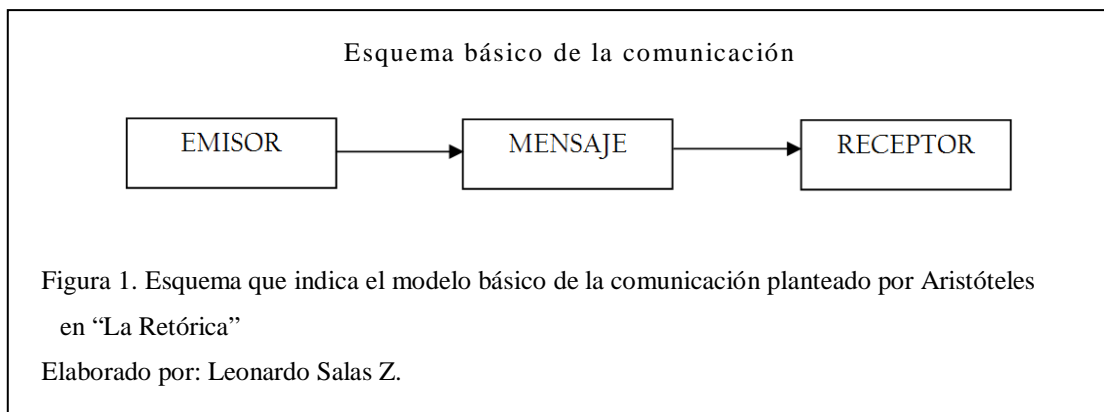 Esquema básico de la comunicación
EMISOR MENSAJE RECEPTOR
Figura 1. Esquema que indica el modelo básico de la comunicación planteado por Aristóteles
en “La Retórica”
Elaborado por: Leonardo Salas Z.